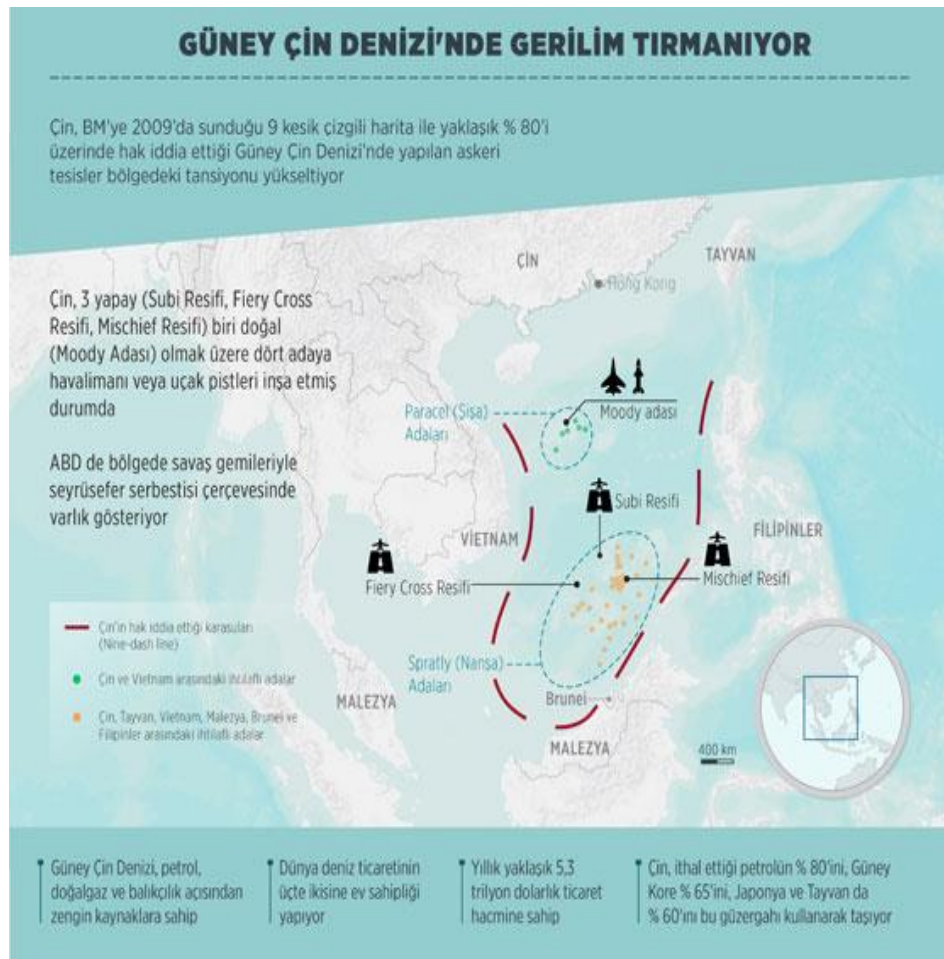 GÜNEY ÇİN DENİZİ'NDE GERİLİM TIRMANIYOR
Çin, BM'ye 2009'da sunduğu 9 kesik çizgili harita ile yaklaşık % 80'i
üzerinde hak iddia ettiği Güney Çin Denizi'nde yapılan askeri
tesisler bölgedeki tansiyonu yükseltiyor
ÇİN
TAYVAN
Hong Kong
Çin, 3 yapay (Subi Resifi, Fiery Cross
Resifi, Mischief Resifi) biri doğal
(Moody Adası) olmak üzere dört adaya
havalimanı veya uçak pistleri inşa etmiş
durumda
Paracel (Şişa)
Adaları
Moody adası
ABD de bölgede savaş gemileriyle
seyrüsefer serbestisi çerçevesinde
varlık gösteriyor
Subi Resifi
VİETNAM
FİLİPİNLER
Fiery Cross Resifi
Mischief Resifi
Çin'in hak iddia ettiği karasuları
(Nine-dash line)
Çin ve Vietnam arasındaki ihtilaflı adalar
Çin, Tayvan, Vietnam, Malezya, Brunei ve
Filipinler arasındaki ihtilaflı adalar
Spratly (Nanşa)
Adaları
MALEZYA
Brunei
MALEZYA
400 km
Güney Çin Denizi, petrol,
doğalgaz ve balıkçılık açısından
zengin kaynaklara sahip
Dünya deniz ticaretinin
üçte ikisine ev sahipliği
yapıyor
Yıllık yaklaşık 5,3
trilyon dolarlık ticaret
hacmine sahip
Çin, ithal ettiği petrolün % 80'ini, Güney
Kore % 65'ini, Japonya ve Tayvan da
% 60'ını bu güzergahı kullanarak taşıyor